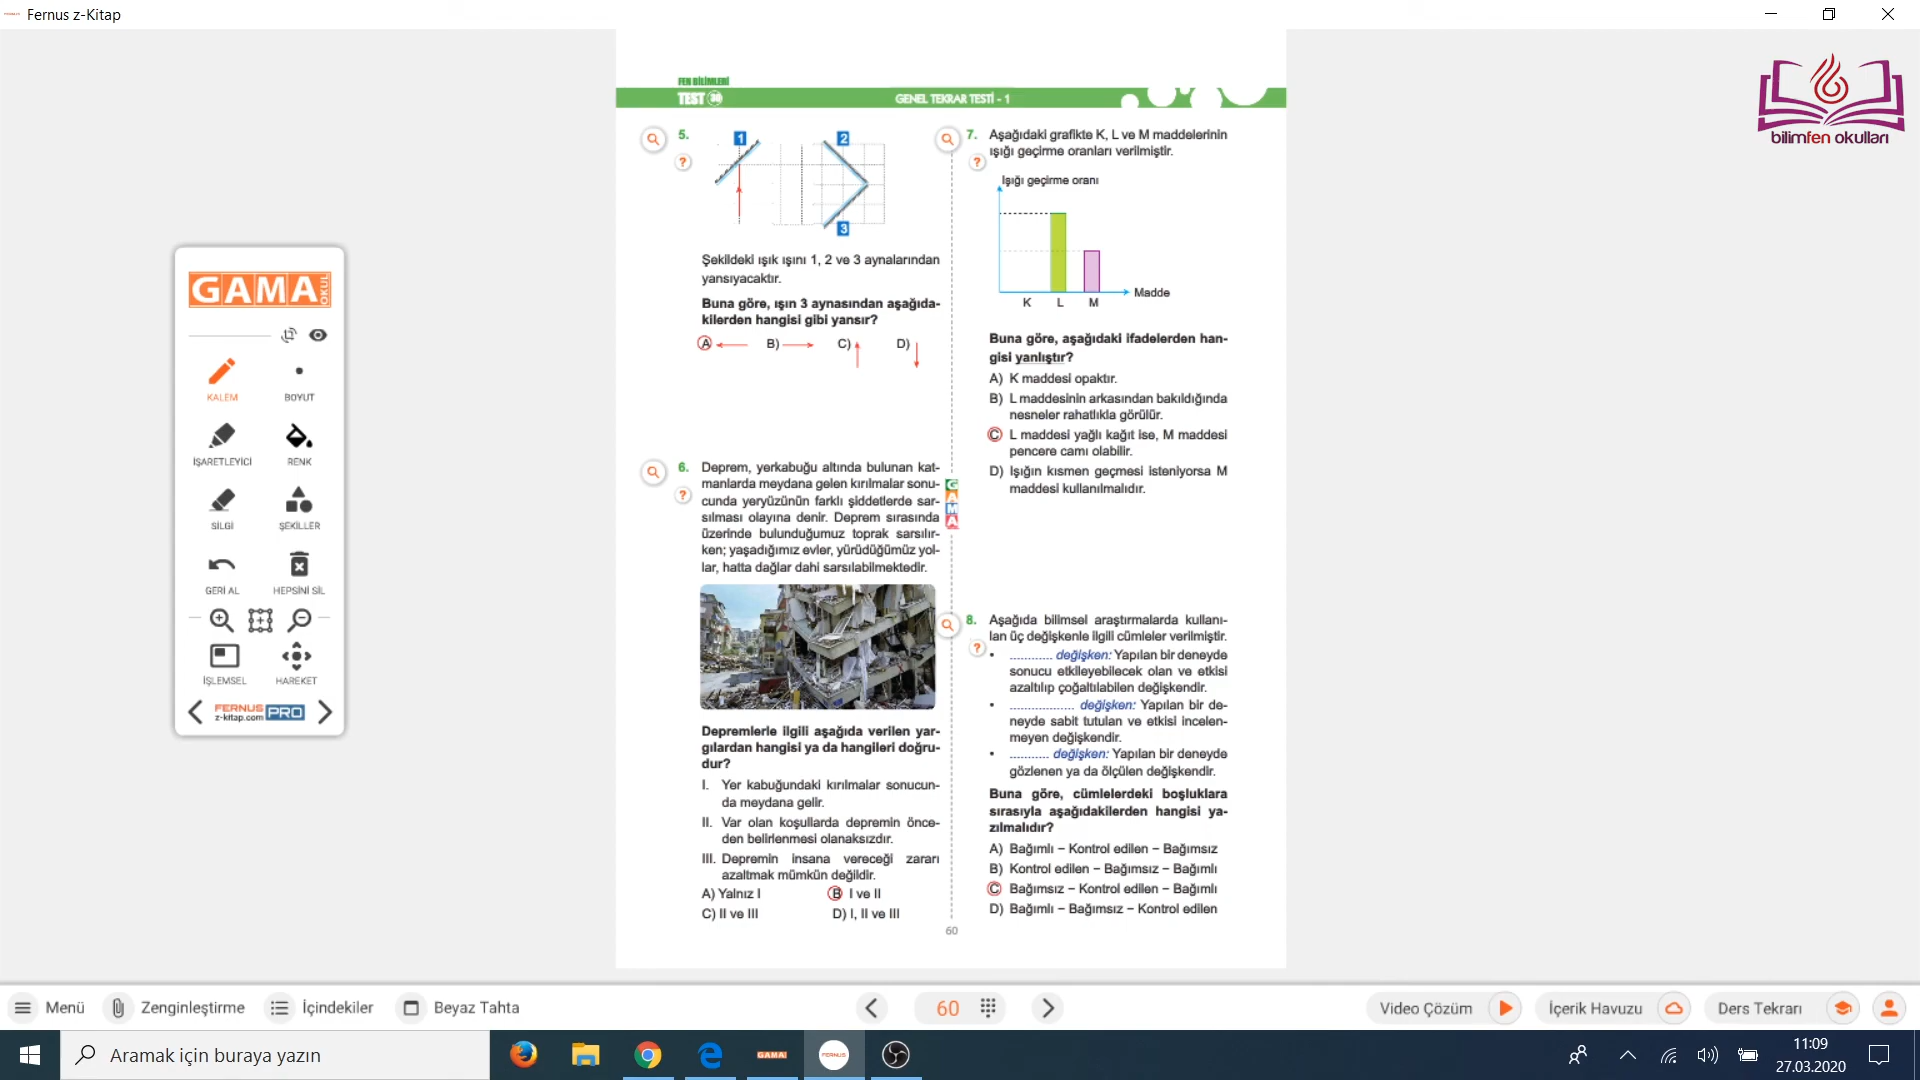 Fernus z-Kitap
bilimfen okulları
FEN BİLİMLERİ
TEST 30
GENEL TEKRAR TESTİ - 1
5.
1
2
3
Şekildeki ışık ışını 1, 2 ve 3 aynalarından
yansıyacaktır.
Buna göre, ışın 3 aynasından aşağıda-
kilerden hangisi gibi yansır?
A
B)
C)
D)
6. Deprem, yerkabuğu altında bulunan kat-
manlarda meydana gelen kırılmalar sonu-
cunda yeryüzünün farklı şiddetlerde sar-
sılması olayına denir. Deprem sırasında
üzerinde bulunduğumuz toprak sarsılır-
ken; yaşadığımız evler, yürüdüğümüz yol-
lar, hatta dağlar dahi sarsılabilmektedir.
Depremlerle ilgili aşağıda verilen yar-
gılardan hangisi ya da hangileri doğru-
dur?
I. Yer kabuğundaki kırılmalar sonucun-
da meydana gelir.
II. Var olan koşullarda depremin önce-
den belirlenmesi olanaksızdır.
III. Depremin insana vereceği zararı
azaltmak mümkün değildir.
A) Yalnız I
B I ve II
C) II ve III
D) I, II ve III
GAMA
7. Aşağıdaki grafikte K, L ve M maddelerinin
ışığı geçirme oranları verilmiştir.
Işığı geçirme oranı
K L M
Madde
Buna göre, aşağıdaki ifadelerden han-
gisi yanlıştır?
A) K maddesi opaktır.
B) L maddesinin arkasından bakıldığında
nesneler rahatlıkla görülür.
C L maddesi yağlı kağıt ise, M maddesi
pencere camı olabilir.
D) Işığın kısmen geçmesi isteniyorsa M
maddesi kullanılmalıdır.
8. Aşağıda bilimsel araştırmalarda kullanı-
lan üç değişkenle ilgili cümleler verilmiştir.
• ............ değişken: Yapılan bir deneyde
sonucu etkileyebilecek olan ve etkisi
azaltılıp çoğaltılabilen değişkendir.
• .................. değişken: Yapılan bir de-
neyde sabit tutulan ve etkisi incelen-
meyen değişkendir.
• ........... değişken: Yapılan bir deneyde
gözlenen ya da ölçülen değişkendir.
Buna göre, cümlelerdeki boşluklara
sırasıyla aşağıdakilerden hangisi ya-
zılmalıdır?
A) Bağımlı – Kontrol edilen – Bağımsız
B) Kontrol edilen – Bağımsız – Bağımlı
C Bağımsız – Kontrol edilen – Bağımlı
D) Bağımlı – Bağımsız – Kontrol edilen
60
GAMA OKUL
KALEM
BOYUT
İŞARETLEYİCİ
RENK
SİLGİ
ŞEKİLLER
GERİ AL
HEPSİNİ SİL
İŞLEMSEL
HAREKET
FERNUS
z-kitap.com PRO
Menü
Zenginleştirme
İçindekiler
Beyaz Tahta
60
Video Çözüm
İçerik Havuzu
Ders Tekrarı
Aramak için buraya yazın
GAMA
FERNUS
11:09
27.03.2020